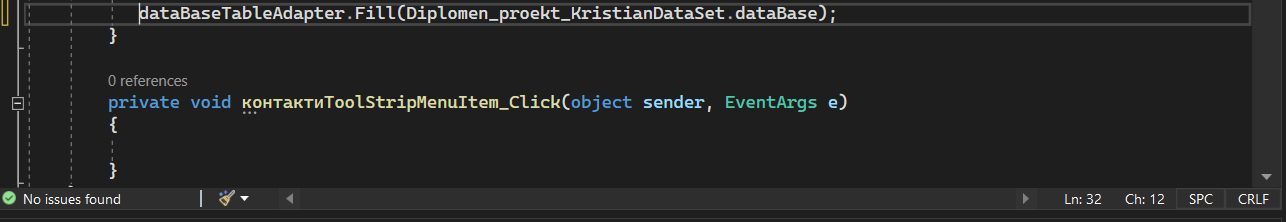 dataBaseTableAdapter.Fill(Diplomen_proekt_KristianDataSet.dataBase);
}
0 references
private void контактиToolStripMenuItem_Click(object sender, EventArgs e)
{
}
No issues found Ln: 32 Ch: 12 SPC CRLF